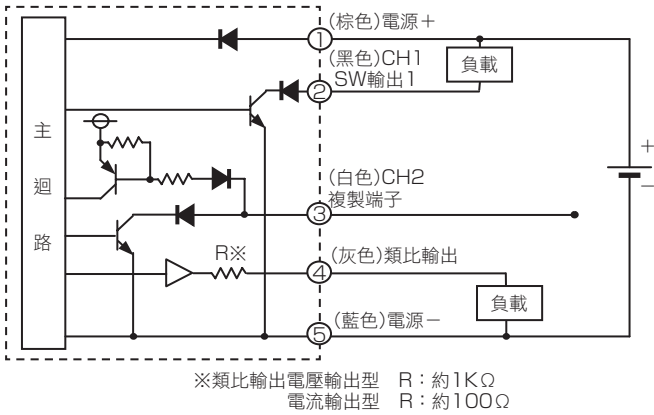 (棕色)電源＋
①
(黑色)CH1
SW輸出1
②
負載
主
迴
路
＋
－
(白色)CH2
複製端子
③
R※
(灰色)類比輸出
④
負載
(藍色)電源－
⑤
※類比輸出電壓輸出型 R：約1KΩ
電流輸出型 R：約100Ω